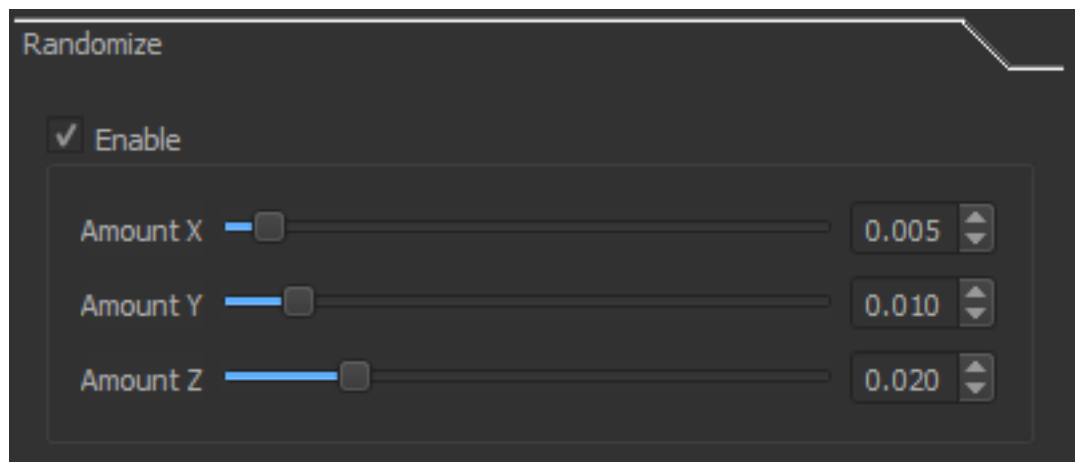 Randomize
Enable
Amount X 0.005
Amount Y 0.010
Amount Z 0.020